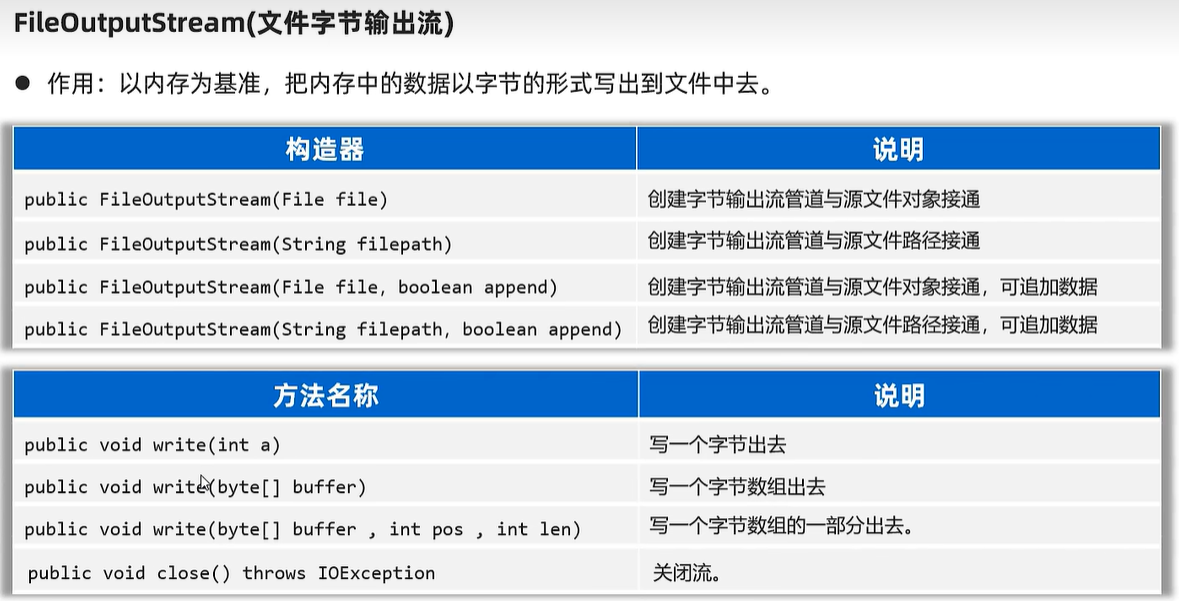 FileOutputStream(文件字节输出流)
● 作用：以内存为基准，把内存中的数据以字节的形式写出到文件中去。
构造器 说明
public FileOutputStream(File file) 创建字节输出流管道与源文件对象接通
public FileOutputStream(String filepath) 创建字节输出流管道与源文件路径接通
public FileOutputStream(File file, boolean append) 创建字节输出流管道与源文件对象接通，可追加数据
public FileOutputStream(String filepath, boolean append) 创建字节输出流管道与源文件路径接通，可追加数据
方法名称 说明
public void write(int a) 写一个字节出去
public void write(byte[] buffer) 写一个字节数组出去
public void write(byte[] buffer , int pos , int len) 写一个字节数组的一部分出去。
public void close() throws IOException 关闭流。